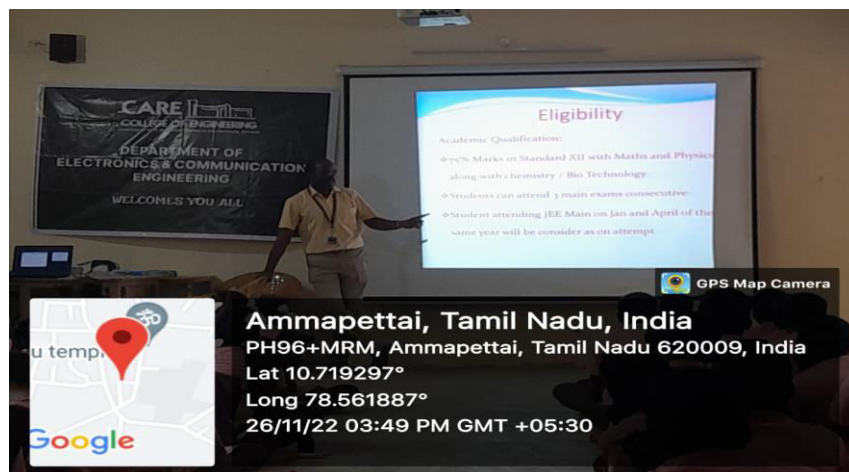 CARE
COLLEGE OF ENGINEERING
DEPARTMENT OF
ELECTRONICS & COMMUNICATION
ENGINEERING
WELCOMES YOU ALL
Eligibility
Academic Qualification:
❖75% Marks in Standard XII with Maths and Physics
along with chemistry / Bio Technology
❖Students can attend 3 main exams consecutive
❖Student attending JEE Main on Jan and April of the
same year will be consider as on attempt.
GPS Map Camera
u temp
Google
Ammapettai, Tamil Nadu, India
PH96+MRM, Ammapettai, Tamil Nadu 620009, India
Lat 10.719297°
Long 78.561887°
26/11/22 03:49 PM GMT +05:30